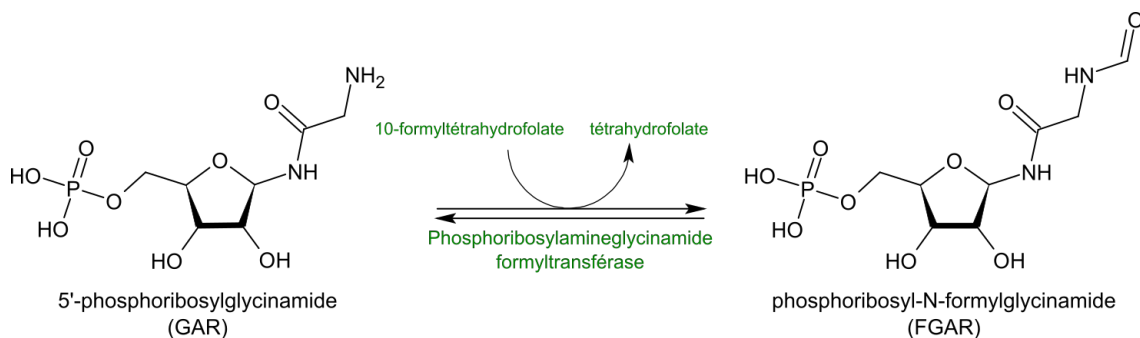 NH2
O
O
NH
O
HO
P
O
HO
HO
OH
5'-phosphoribosylglycinamide
(GAR)
10-formyltétrahydrofolate
tétrahydrofolate
Phosphoribosylamineglycinamide
formyltransférase
O
HN
O
O
NH
O
HO
P
O
HO
HO
OH
phosphoribosyl-N-formylglycinamide
(FGAR)